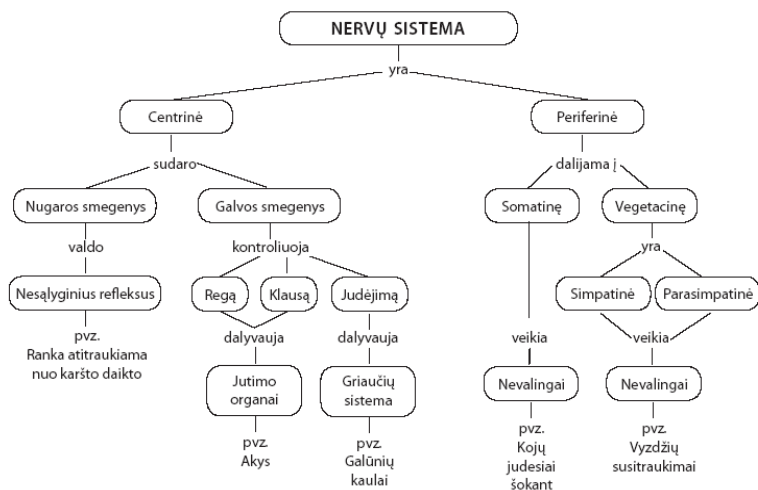 NERVŲ SISTEMA
yra
Centrinė
Periferinė
sudaro
dalijama į
Nugaros smegenys
Galvos smegenys
Somatinę
Vegetacinę
valdo
kontroliuoja
yra
Nesąlyginius refleksus
Regą
Klausą
Judėjimą
Simpatinė
Parasimpatinė
pvz.
Ranka atitraukiama
nuo karšto daikto
dalyvauja
dalyvauja
veikia
veikia
Jutimo
organai
Griaučių
sistema
Nevalingai
Nevalingai
pvz.
Akys
pvz.
Galūnių
kaulai
pvz.
Kojų
judesiai
šokant
pvz.
Vyzdžių
susitraukimai